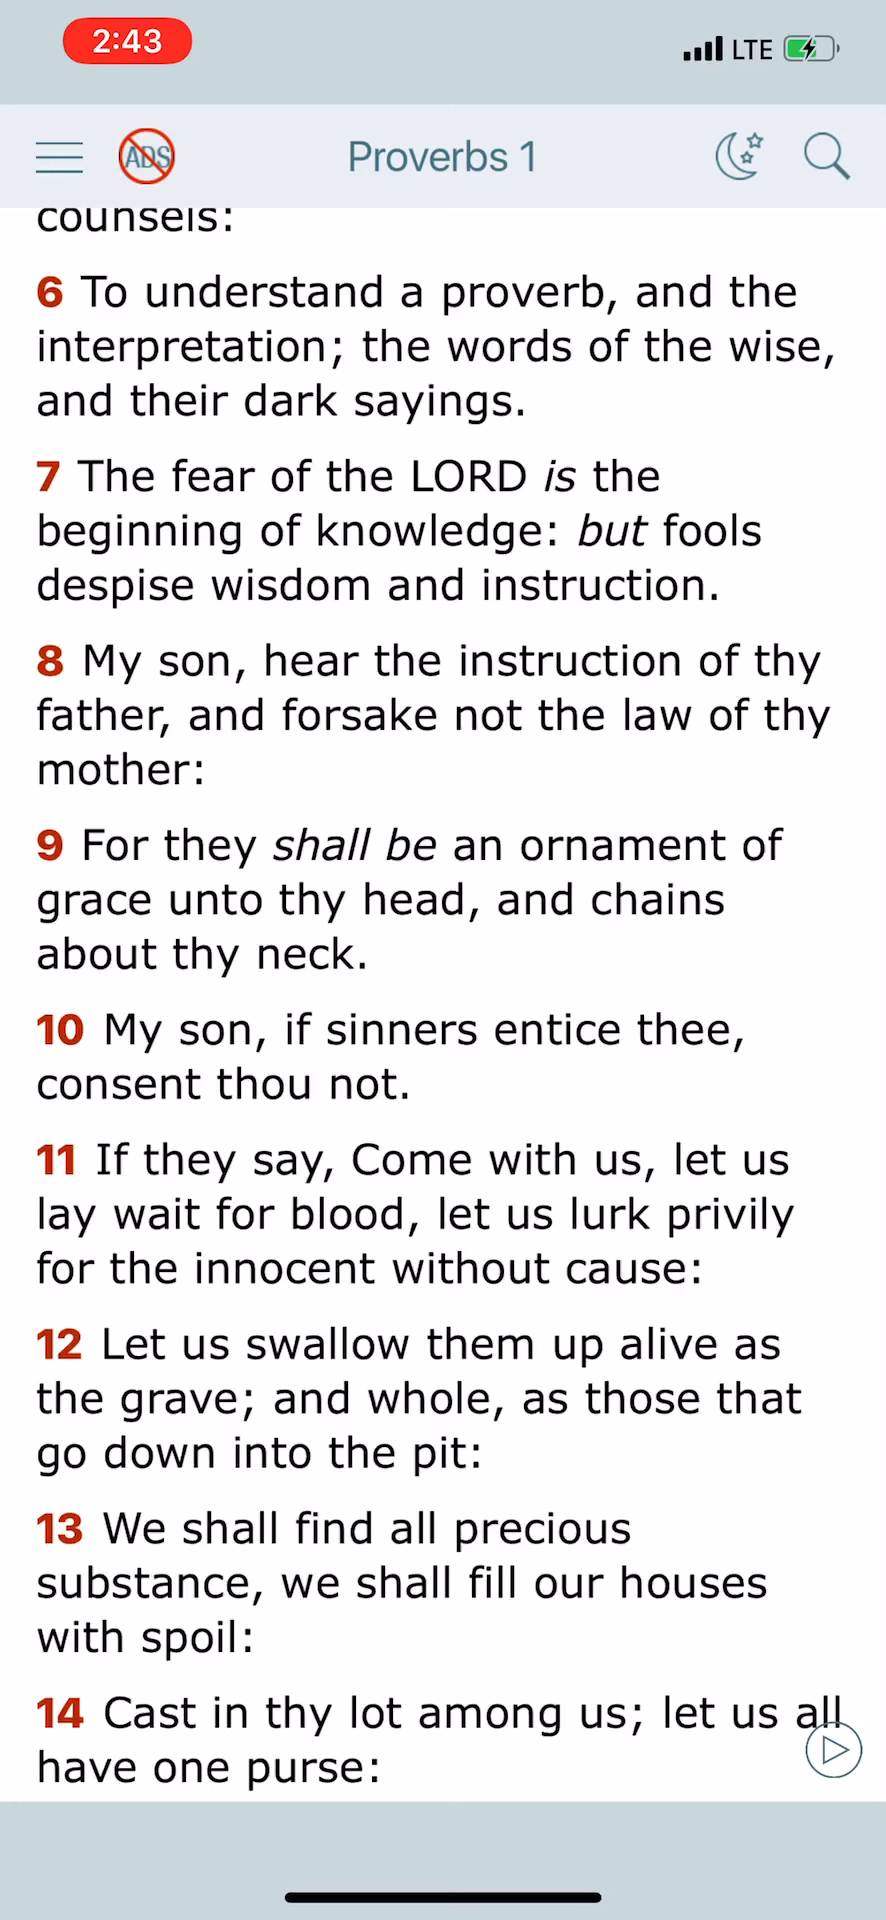 2:43
LTE
ADS
Proverbs 1
counsels:
6 To understand a proverb, and the
interpretation; the words of the wise,
and their dark sayings.
7 The fear of the LORD is the
beginning of knowledge: but fools
despise wisdom and instruction.
8 My son, hear the instruction of thy
father, and forsake not the law of thy
mother:
9 For they shall be an ornament of
grace unto thy head, and chains
about thy neck.
10 My son, if sinners entice thee,
consent thou not.
11 If they say, Come with us, let us
lay wait for blood, let us lurk privily
for the innocent without cause:
12 Let us swallow them up alive as
the grave; and whole, as those that
go down into the pit:
13 We shall find all precious
substance, we shall fill our houses
with spoil:
14 Cast in thy lot among us; let us all
have one purse: